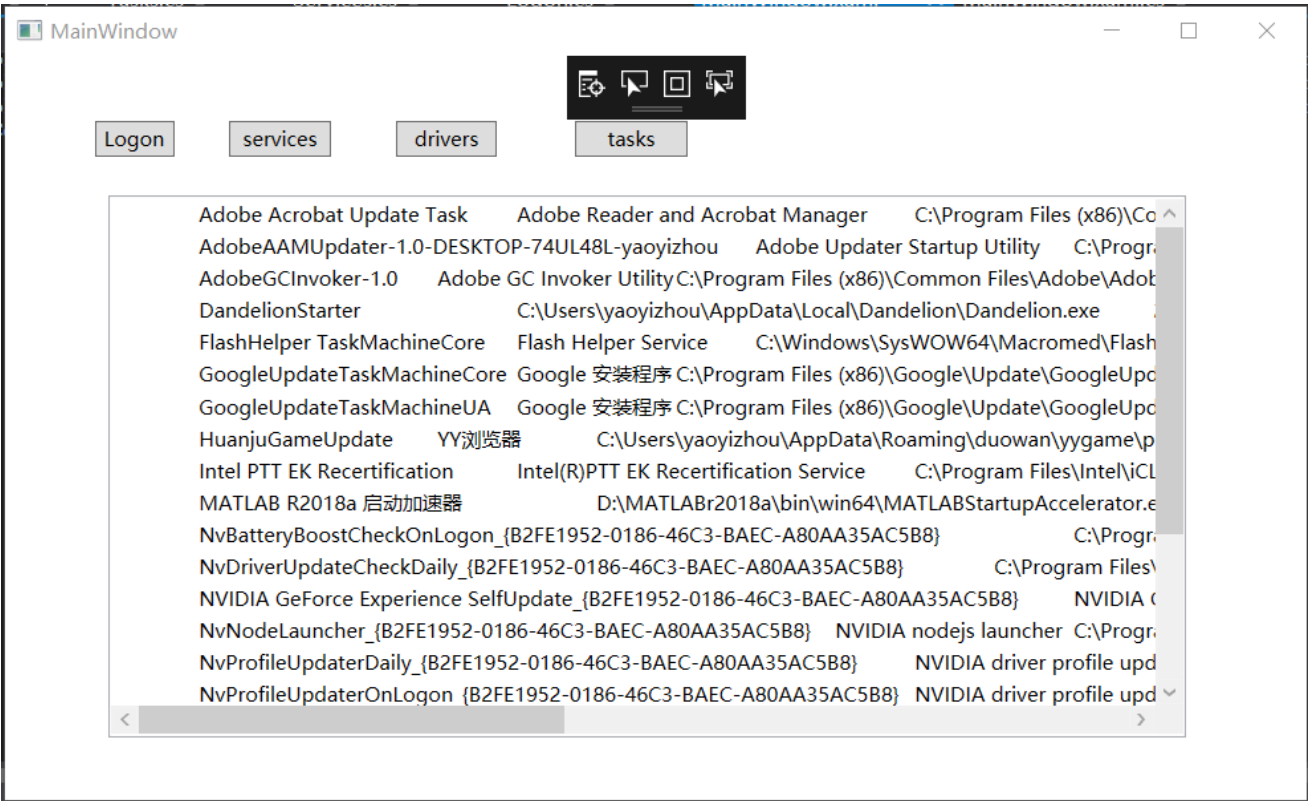 MainWindow
Logon services drivers tasks
Adobe Acrobat Update Task Adobe Reader and Acrobat Manager C:\Program Files (x86)\Co
AdobeAAMUpdater-1.0-DESKTOP-74UL48L-yaoyizhou Adobe Updater Startup Utility C:\Progra
AdobeGCInvoker-1.0 Adobe GC Invoker Utility C:\Program Files (x86)\Common Files\Adobe\Adob
DandelionStarter C:\Users\yaoyizhou\AppData\Local\Dandelion\Dandelion.exe
FlashHelper TaskMachineCore Flash Helper Service C:\Windows\SysWOW64\Macromed\Flash
GoogleUpdateTaskMachineCore Google 安装程序 C:\Program Files (x86)\Google\Update\GoogleUpd
GoogleUpdateTaskMachineUA Google 安装程序 C:\Program Files (x86)\Google\Update\GoogleUpd
HuanjuGameUpdate YY浏览器 C:\Users\yaoyizhou\AppData\Roaming\duowan\yygame\p
Intel PTT EK Recertification Intel(R)PTT EK Recertification Service C:\Program Files\Intel\iCL
MATLAB R2018a 启动加速器 D:\MATLABr2018a\bin\win64\MATLABStartupAccelerator.e
NvBatteryBoostCheckOnLogon_{B2FE1952-0186-46C3-BAEC-A80AA35AC5B8} C:\Progra
NvDriverUpdateCheckDaily_{B2FE1952-0186-46C3-BAEC-A80AA35AC5B8} C:\Program Files\
NVIDIA GeForce Experience SelfUpdate_{B2FE1952-0186-46C3-BAEC-A80AA35AC5B8} NVIDIA
NvNodeLauncher_{B2FE1952-0186-46C3-BAEC-A80AA35AC5B8} NVIDIA nodejs launcher C:\Progra
NvProfileUpdaterDaily_{B2FE1952-0186-46C3-BAEC-A80AA35AC5B8} NVIDIA driver profile upd
NvProfileUpdaterOnLogon_{B2FE1952-0186-46C3-BAEC-A80AA35AC5B8} NVIDIA driver profile upd